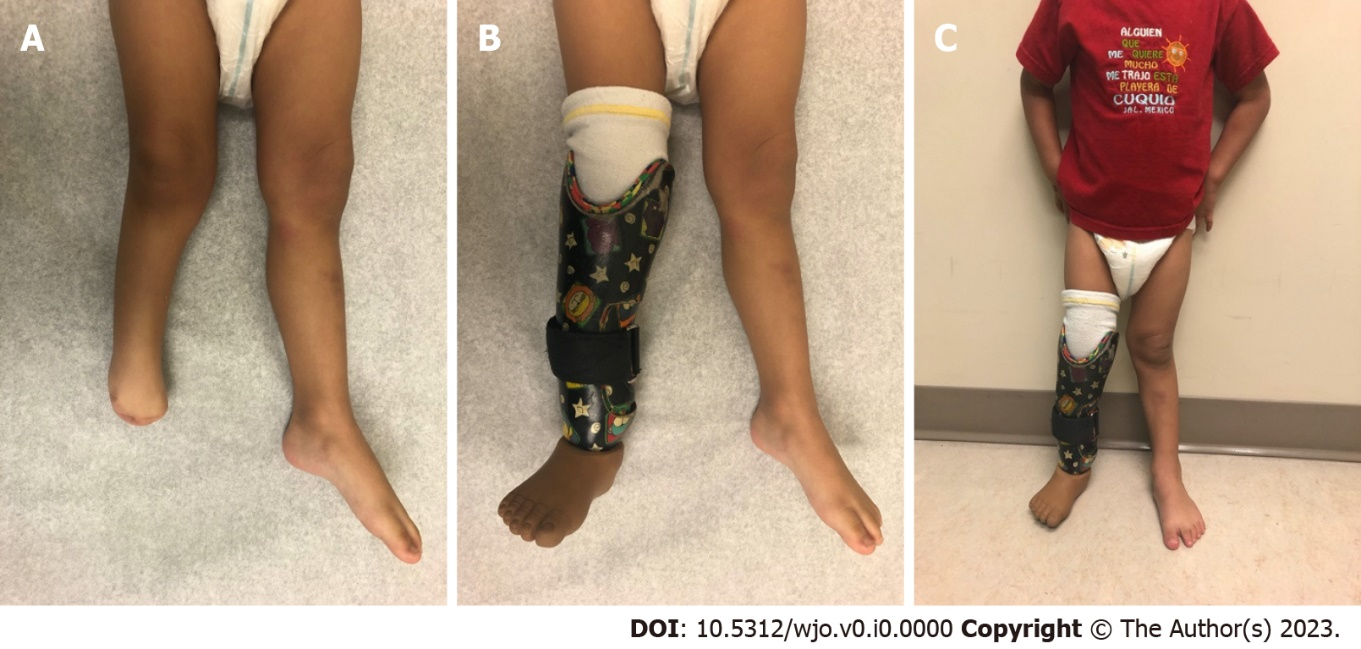 A
B
C
ALGUIEN
QUE
ME QUIERE
MUCHO
ME TRAJO ESTA
PLAYERA DE
CUQUIO
JAL. MEXICO
DOI: 10.5312/wjo.v0.i0.0000 Copyright © The Author(s) 2023.